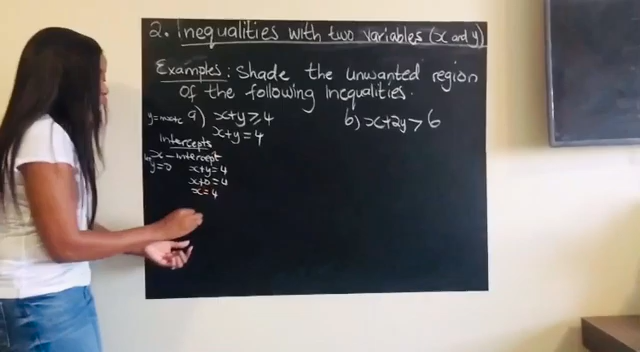 2. Inequalities with two variables (x and y)
Examples: Shade the unwanted region
of the following Inequalities.
y=mx+c a) x+y≥4
x+y=4
Intercepts
x-intercept
y=0 x+y=4
x+0=4
x=4
b) x+2y>6